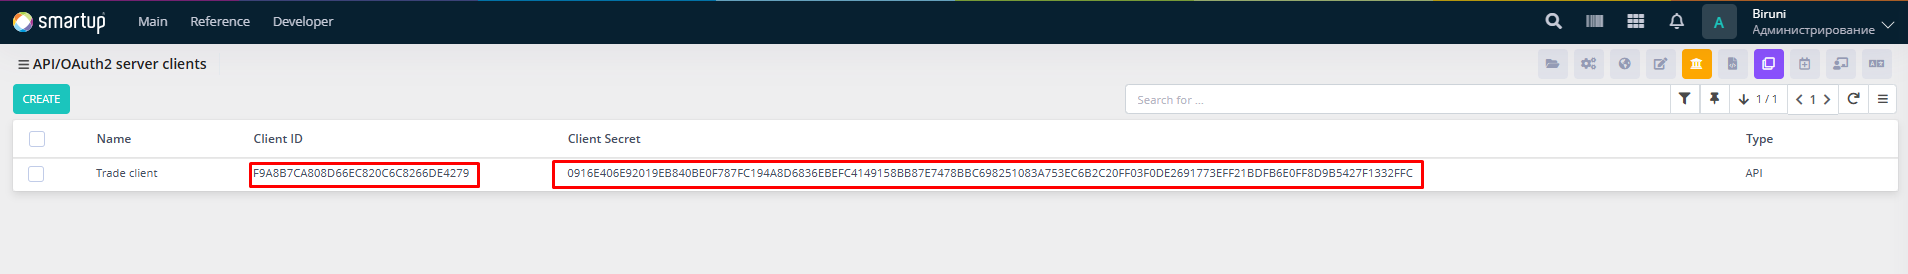 smartup Main Reference Developer A Biruni
Администрирование
API/OAuth2 server clients
CREATE Search for ... 1 / 1 1
Name Client ID Client Secret Type
Trade client F9A8B7CA808D66EC820C6C8266DE4279 0916E406E92019EB840BE0F787FC194A8D6836EBEFC4149158BB87E7478BBC698251083A753EC6B2C20FF03F0DE2691773EFF21BDFB6E0FF8D9B5427F1332FFC API